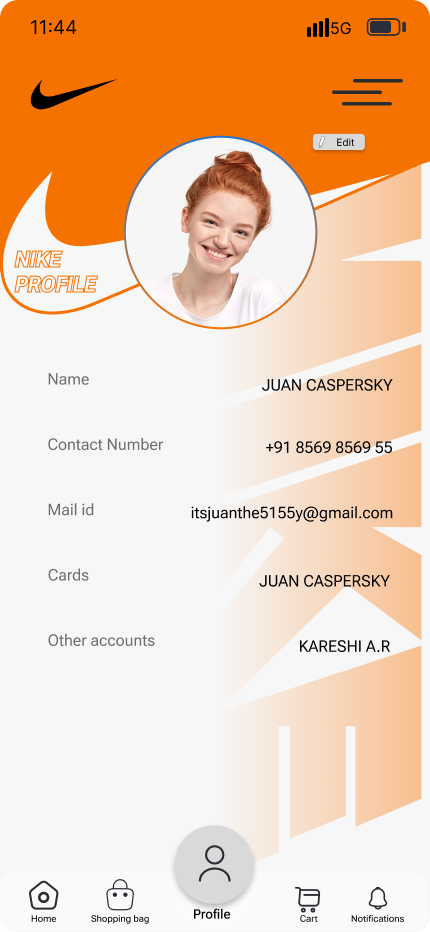 11:44
5G
Edit
NIKE
PROFILE
Name
JUAN CASPERSKY
Contact Number
+91 8569 8569 55
Mail id
itsjuanthe5155y@gmail.com
Cards
JUAN CASPERSKY
Other accounts
KARESHI A.R
NIKE
Home
Shopping bag
Profile
Cart
Notifications